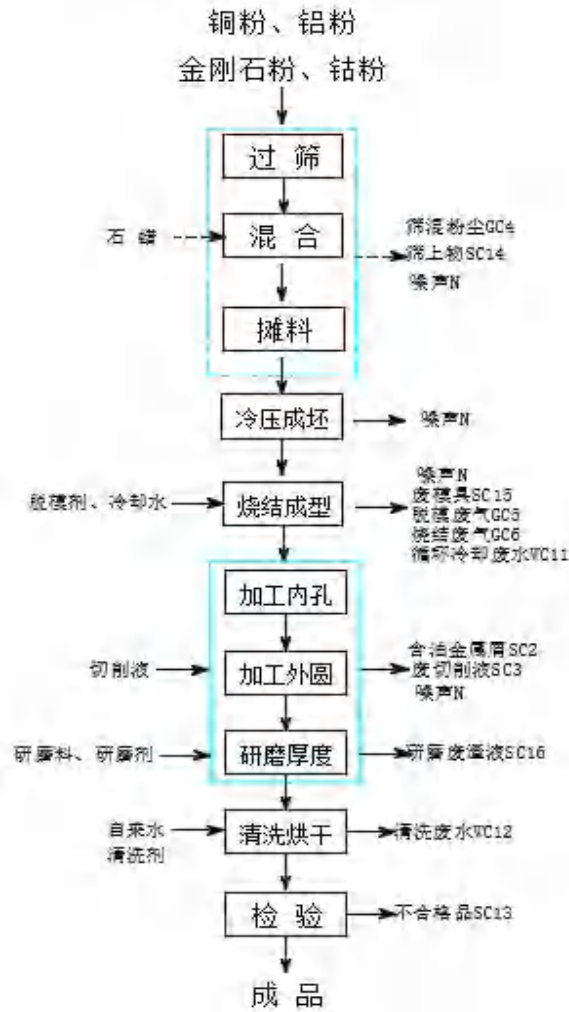 铜粉、铝粉
金刚石粉、钴粉
过 筛
石 蜡
混 合
筛混粉尘GC4
筛上物SC14
噪声N
摊料
冷压成坯
噪声N
脱模剂、冷却水
烧结成型
噪声N
废模具SC15
脱模废气GC5
烧结废气GC6
循环冷却废水WC11
加工内孔
切削液
加工外圆
含油金属屑SC2
废切削液SC3
噪声N
研磨料、研磨剂
研磨厚度
研磨废渣液SC16
自来水
清洗剂
清洗烘干
清洗废水WC12
检 验
不合格品SC13
成 品